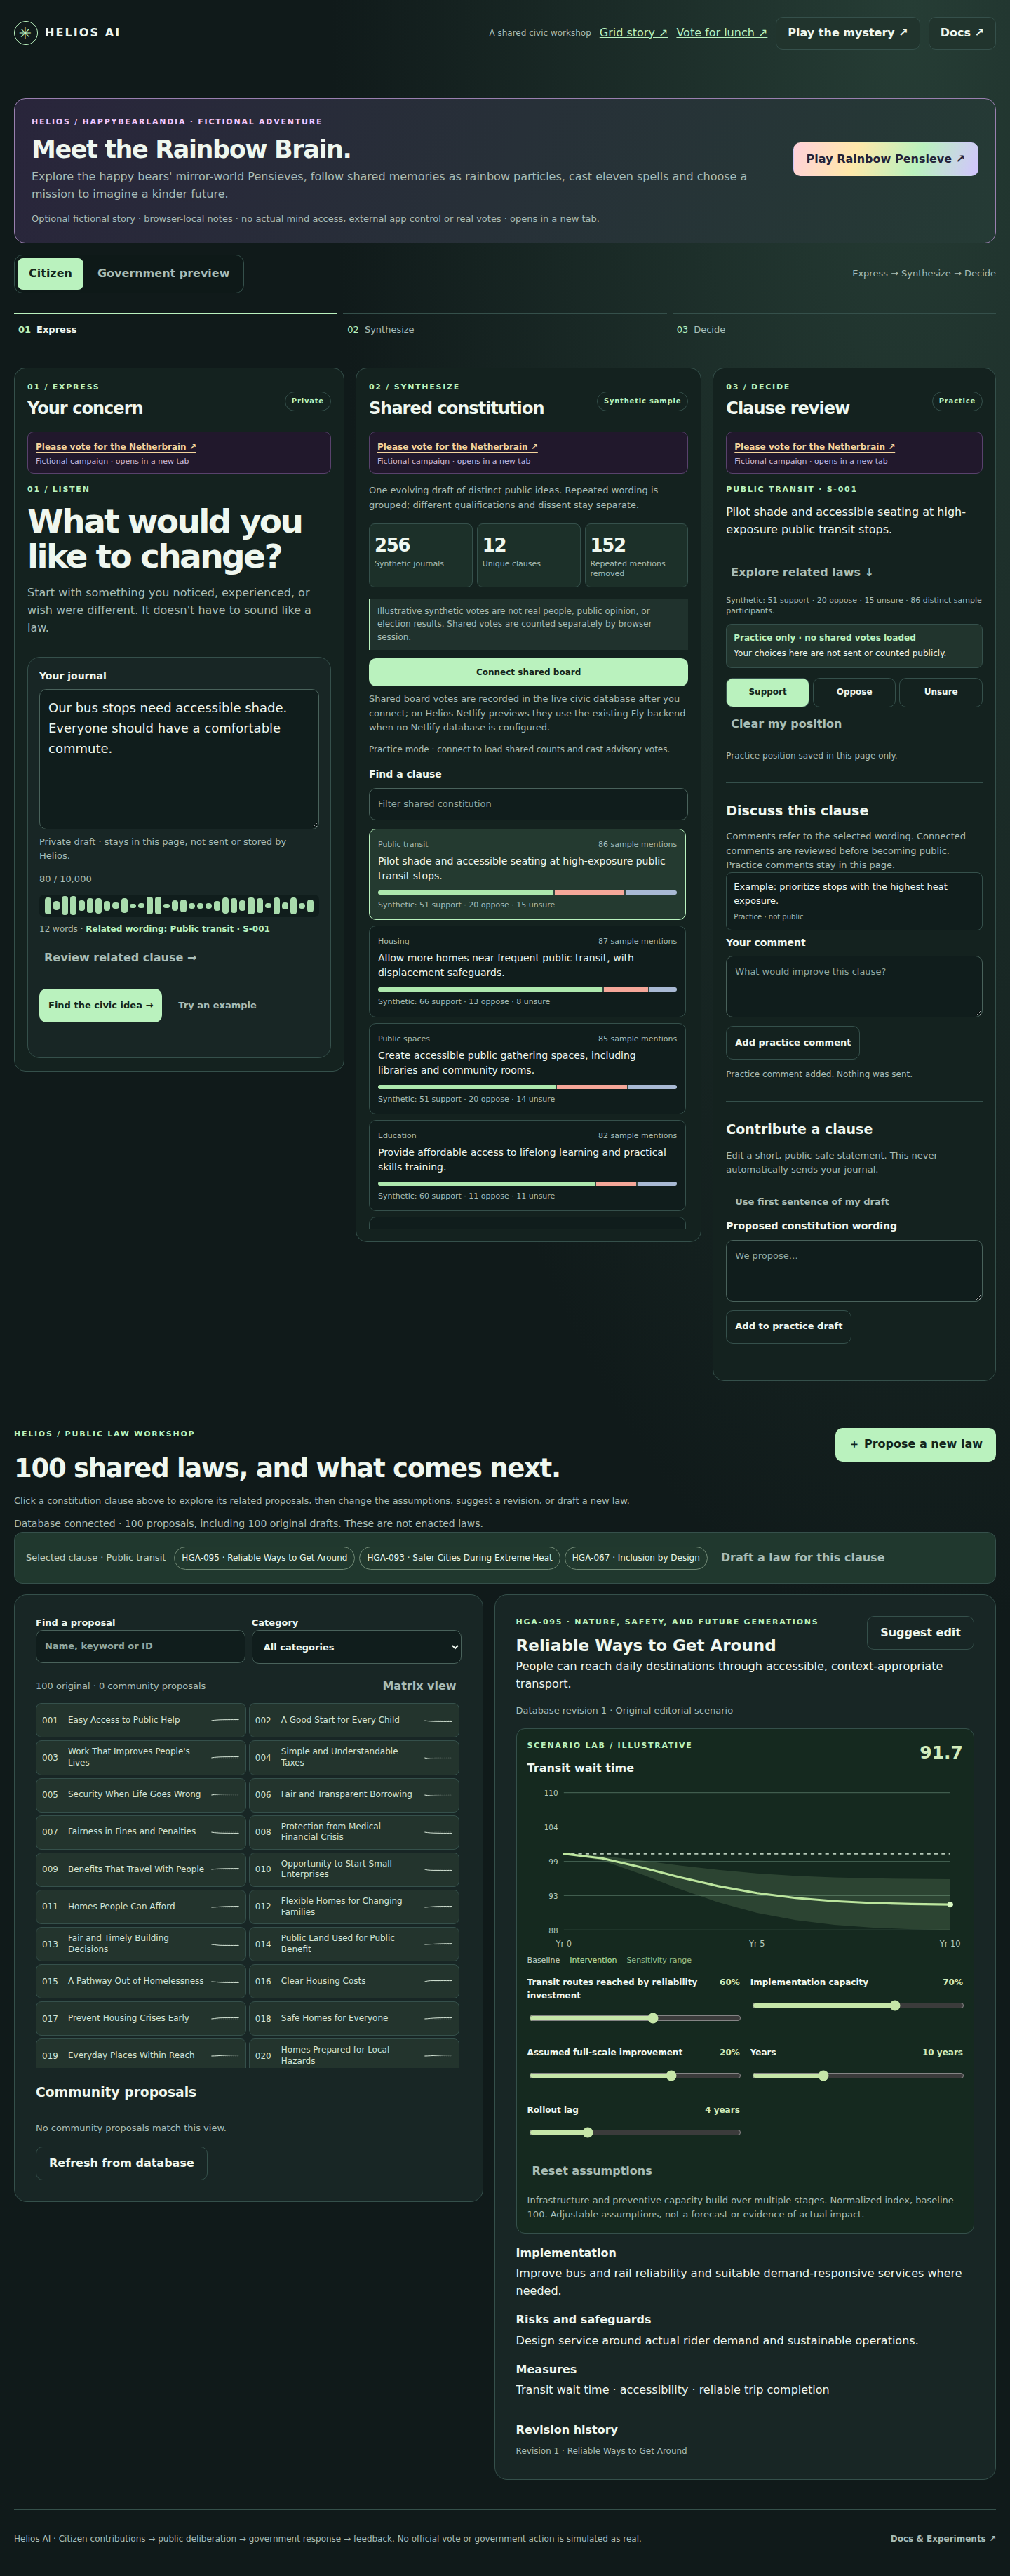 HELIOS AI
A shared civic workshop
Grid story ↗
Vote for lunch ↗
Play the mystery ↗
Docs ↗
HELIOS / HAPPYBEARLANDIA · FICTIONAL ADVENTURE
Meet the Rainbow Brain.
Explore the happy bears' mirror-world Pensieves, follow shared memories as rainbow particles, cast eleven spells and choose a
mission to imagine a kinder future.
Optional fictional story · browser-local notes · no actual mind access, external app control or real votes · opens in a new tab.
Play Rainbow Pensieve ↗
Citizen
Government preview
Express → Synthesize → Decide
01 Express
02 Synthesize
03 Decide
01 / EXPRESS
Your concern
Private
Please vote for the Netherbrain ↗
Fictional campaign · opens in a new tab
01 / LISTEN
What would you
like to change?
Start with something you noticed, experienced, or
wish were different. It doesn't have to sound like a
law.
Your journal
Our bus stops need accessible shade.
Everyone should have a comfortable
commute.
Private draft · stays in this page, not sent or stored by
Helios.
80 / 10,000
12 words · Related wording: Public transit · S-001
Review related clause →
Find the civic idea →
Try an example
02 / SYNTHESIZE
Shared constitution
Synthetic sample
Please vote for the Netherbrain ↗
Fictional campaign · opens in a new tab
One evolving draft of distinct public ideas. Repeated wording is
grouped; different qualifications and dissent stay separate.
256
Synthetic journals
12
Unique clauses
152
Repeated mentions
removed
Illustrative synthetic votes are not real people, public opinion, or
election results. Shared votes are counted separately by browser
session.
Connect shared board
Shared board votes are recorded in the live civic database after you
connect; on Helios Netlify previews they use the existing Fly backend
when no Netlify database is configured.
Practice mode · connect to load shared counts and cast advisory votes.
Find a clause
Filter shared constitution
Public transit
86 sample mentions
Pilot shade and accessible seating at high-exposure public
transit stops.
Synthetic: 51 support · 20 oppose · 15 unsure
Housing
87 sample mentions
Allow more homes near frequent public transit, with
displacement safeguards.
Synthetic: 66 support · 13 oppose · 8 unsure
Public spaces
85 sample mentions
Create accessible public gathering spaces, including
libraries and community rooms.
Synthetic: 51 support · 20 oppose · 14 unsure
Education
82 sample mentions
Provide affordable access to lifelong learning and practical
skills training.
Synthetic: 60 support · 11 oppose · 11 unsure
03 / DECIDE
Clause review
Practice
Please vote for the Netherbrain ↗
Fictional campaign · opens in a new tab
PUBLIC TRANSIT · S-001
Pilot shade and accessible seating at high-
exposure public transit stops.
Explore related laws ↓
Synthetic: 51 support · 20 oppose · 15 unsure · 86 distinct sample
participants.
Practice only · no shared votes loaded
Your choices here are not sent or counted publicly.
Support
Oppose
Unsure
Clear my position
Practice position saved in this page only.
Discuss this clause
Comments refer to the selected wording. Connected
comments are reviewed before becoming public.
Practice comments stay in this page.
Example: prioritize stops with the highest heat
exposure.
Practice · not public
Your comment
What would improve this clause?
Add practice comment
Practice comment added. Nothing was sent.
Contribute a clause
Edit a short, public-safe statement. This never
automatically sends your journal.
Use first sentence of my draft
Proposed constitution wording
We propose...
Add to practice draft
HELIOS / PUBLIC LAW WORKSHOP
100 shared laws, and what comes next.
＋ Propose a new law
Click a constitution clause above to explore its related proposals, then change the assumptions, suggest a revision, or draft a new law.
Database connected · 100 proposals, including 100 original drafts. These are not enacted laws.
Selected clause · Public transit
HGA-095 · Reliable Ways to Get Around
HGA-093 · Safer Cities During Extreme Heat
HGA-067 · Inclusion by Design
Draft a law for this clause
Find a proposal
Category
Name, keyword or ID
All categories
100 original · 0 community proposals
Matrix view
001 Easy Access to Public Help
002 A Good Start for Every Child
003 Work That Improves People's
Lives
004 Simple and Understandable
Taxes
005 Security When Life Goes Wrong
006 Fair and Transparent Borrowing
007 Fairness in Fines and Penalties
008 Protection from Medical
Financial Crisis
009 Benefits That Travel With People
010 Opportunity to Start Small
Enterprises
011 Homes People Can Afford
012 Flexible Homes for Changing
Families
013 Fair and Timely Building
Decisions
014 Public Land Used for Public
Benefit
015 A Pathway Out of Homelessness
016 Clear Housing Costs
017 Prevent Housing Crises Early
018 Safe Homes for Everyone
019 Everyday Places Within Reach
020 Homes Prepared for Local
Hazards
Community proposals
No community proposals match this view.
Refresh from database
HGA-095 · NATURE, SAFETY, AND FUTURE GENERATIONS
Reliable Ways to Get Around
Suggest edit
People can reach daily destinations through accessible, context-appropriate
transport.
Database revision 1 · Original editorial scenario
SCENARIO LAB / ILLUSTRATIVE
Transit wait time
91.7
110
104
99
93
88
Yr 0
Yr 5
Yr 10
Baseline
Intervention
Sensitivity range
Transit routes reached by reliability
investment
60%
Implementation capacity
70%
Assumed full-scale improvement
20%
Years
10 years
Rollout lag
4 years
Reset assumptions
Infrastructure and preventive capacity build over multiple stages. Normalized index, baseline
100. Adjustable assumptions, not a forecast or evidence of actual impact.
Implementation
Improve bus and rail reliability and suitable demand-responsive services where
needed.
Risks and safeguards
Design service around actual rider demand and sustainable operations.
Measures
Transit wait time · accessibility · reliable trip completion
Revision history
Revision 1 · Reliable Ways to Get Around
Helios AI · Citizen contributions → public deliberation → government response → feedback. No official vote or government action is simulated as real.
Docs & Experiments ↗